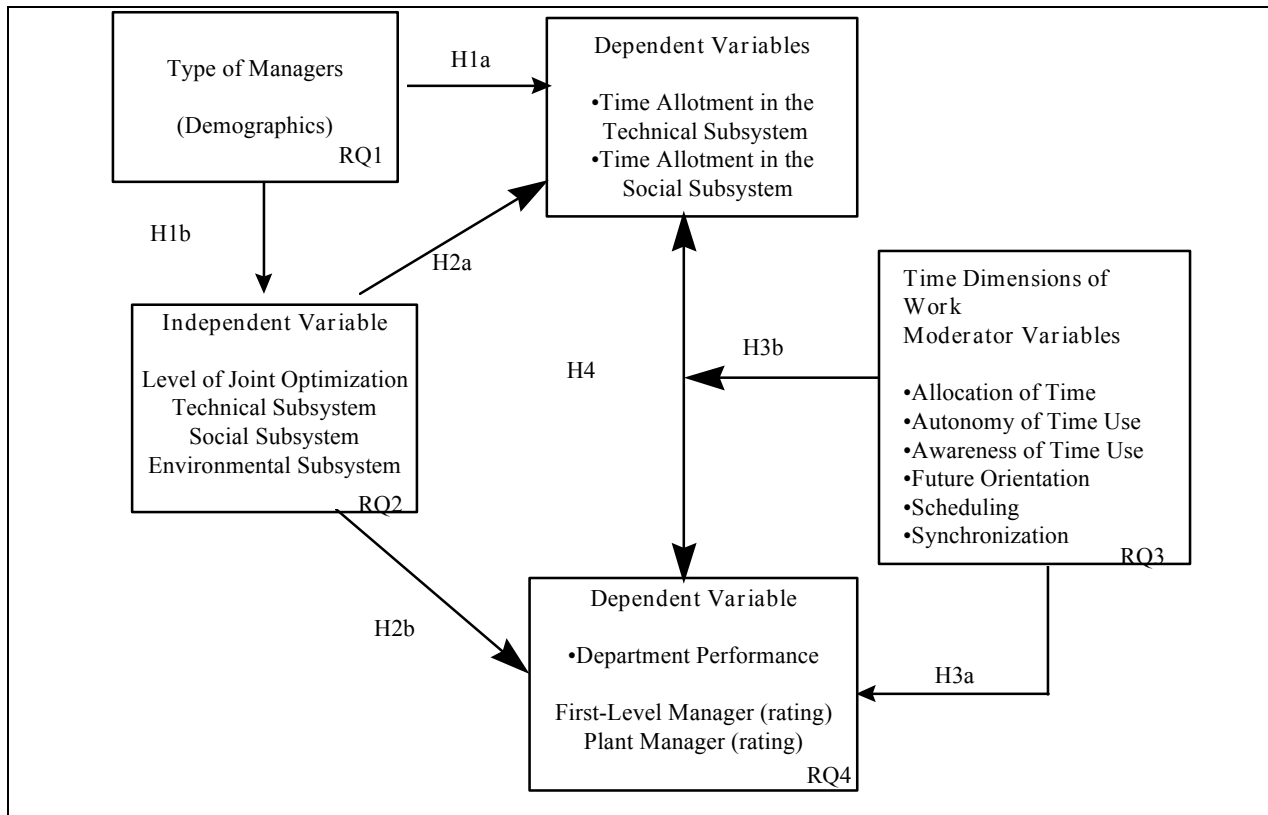 Type of Managers
(Demographics)
RQ1
H1a
Dependent Variables
•Time Allotment in the
Technical Subsystem
•Time Allotment in the
Social Subsystem
H1b
H2a
Independent Variable
Level of Joint Optimization
Technical Subsystem
Social Subsystem
Environmental Subsystem
RQ2
H4
H3b
Time Dimensions of
Work
Moderator Variables
•Allocation of Time
•Autonomy of Time Use
•Awareness of Time Use
•Future Orientation
•Scheduling
•Synchronization
RQ3
H2b
Dependent Variable
•Department Performance
First-Level Manager (rating)
Plant Manager (rating)
RQ4
H3a